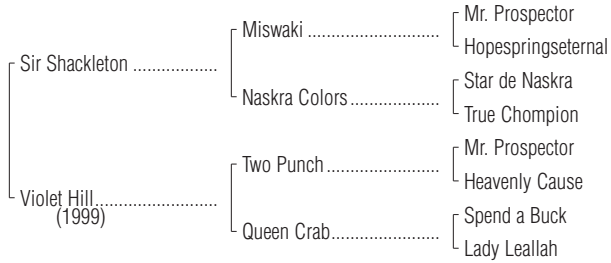 Mr. Prospector
Miswaki ..............................
Hopespringseternal
Sir Shackleton ...................
Star de Naskra
Naskra Colors.....................
True Chompion
Mr. Prospector
Two Punch .........................
Heavenly Cause
Violet Hill...........................
(1999)
Spend a Buck
Queen Crab........................
Lady Leallah